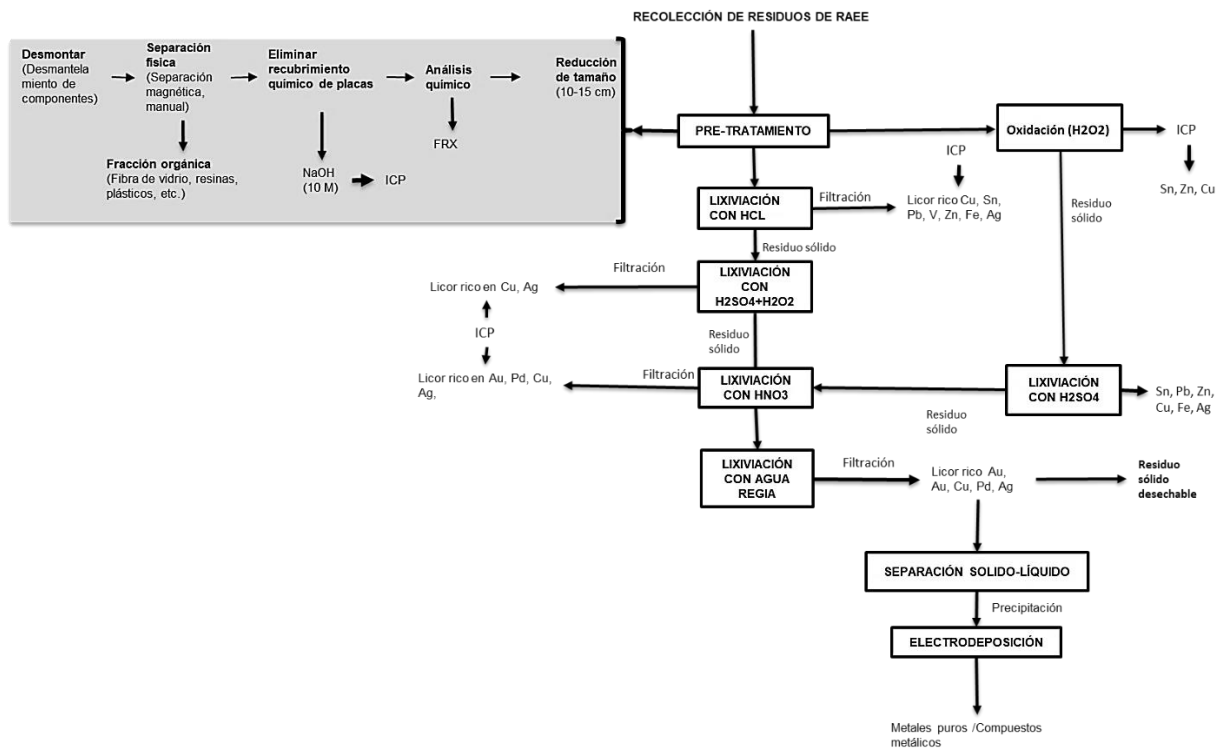 RECOLECCIÓN DE RESIDUOS DE RAEE
Desmontar
(Desmantela
miento de
componentes)
Separación
física
(Separación
magnética,
manual)
Eliminar
recubrimiento
químico de placas
Análisis
químico
Reducción
de tamaño
(10-15 cm)
Fracción orgánica
(Fibra de vidrio, resinas,
plásticos, etc.)
NaOH
(10 M)
ICP
FRX
PRE-TRATAMIENTO
Oxidación (H2O2)
ICP
Sn, Zn, Cu
ICP
LIXIVIACIÓN
CON HCL
Filtración
Licor rico Cu, Sn,
Pb, V, Zn, Fe, Ag
Residuo
sólido
Residuo sólido
LIXIVIACIÓN
CON
H2SO4+H2O2
Filtración
Licor rico en Cu, Ag
ICP
Licor rico en Au, Pd, Cu,
Ag,
Residuo
sólido
Filtración
LIXIVIACIÓN
CON HNO3
LIXIVIACIÓN
CON H2SO4
Sn, Pb, Zn,
Cu, Fe, Ag
Residuo
sólido
LIXIVIACIÓN
CON AGUA
REGIA
Filtración
Licor rico Au,
Au, Cu, Pd, Ag
Residuo
sólido
desechable
SEPARACIÓN SOLIDO-LÍQUIDO
Precipitación
ELECTRODEPOSICIÓN
Metales puros /Compuestos
metálicos